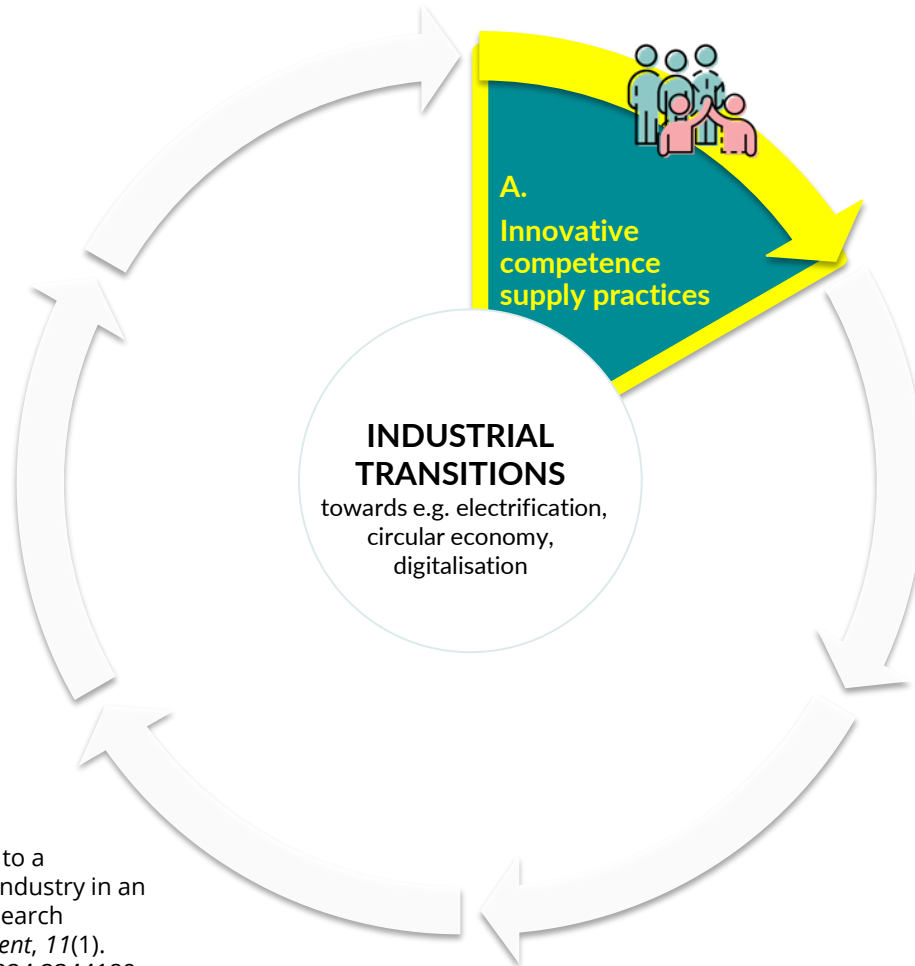 A.
Innovative
competence
supply practices
INDUSTRIAL
TRANSITIONS
towards e.g. electrification,
circular economy,
digitalisation
to a
ndustry in an
earch
ent, 11(1).